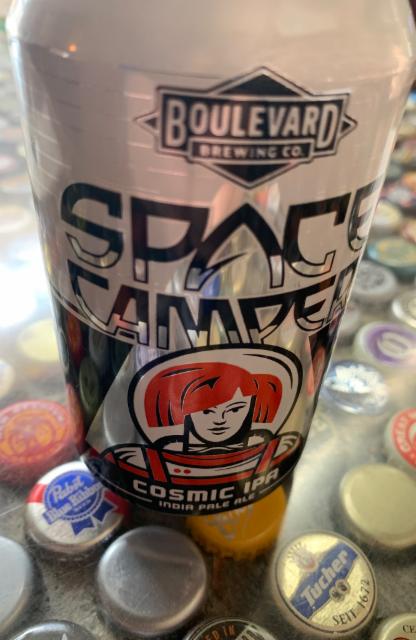 BOULEVARD
BREWING CO.
SPACE
CAMPER
COSMIC IPA
INDIA PALE ALE
Pabst
Blue Ribbon
Tucher
SEIT 1672